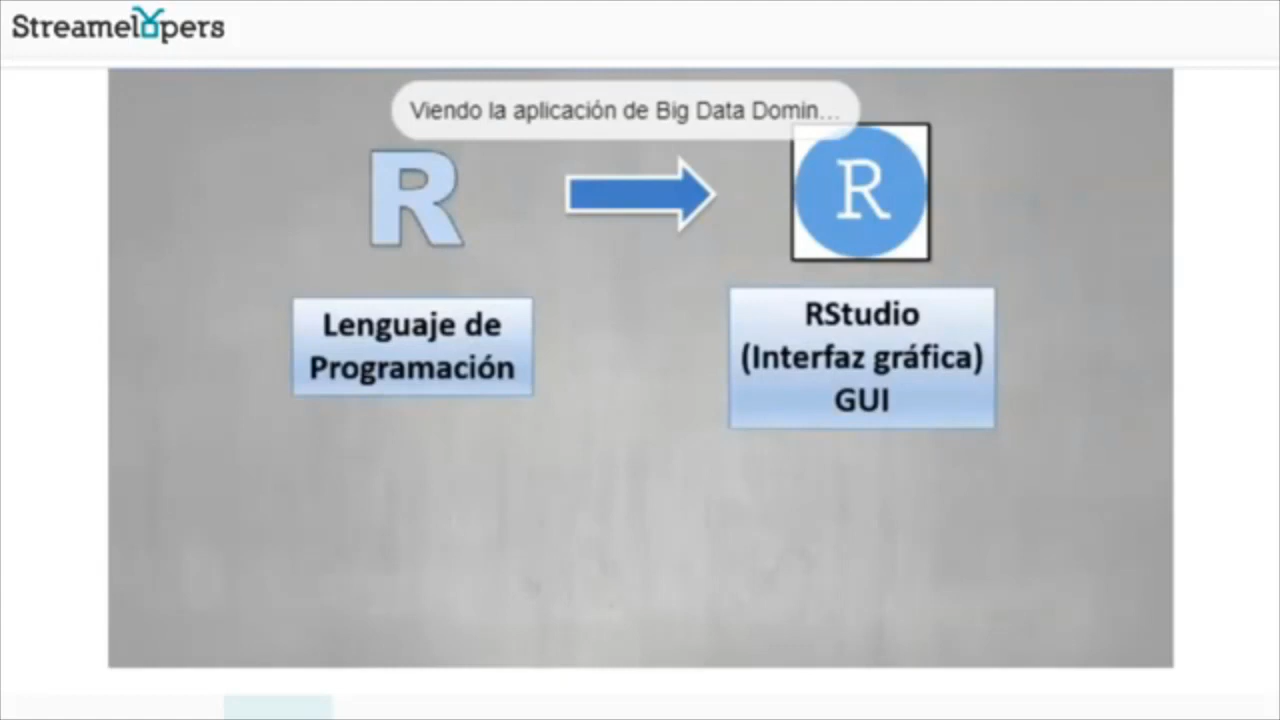 Streamelopers
Viendo la aplicación de Big Data Domin...
R
R
Lenguaje de
Programación
RStudio
(Interfaz gráfica)
GUI